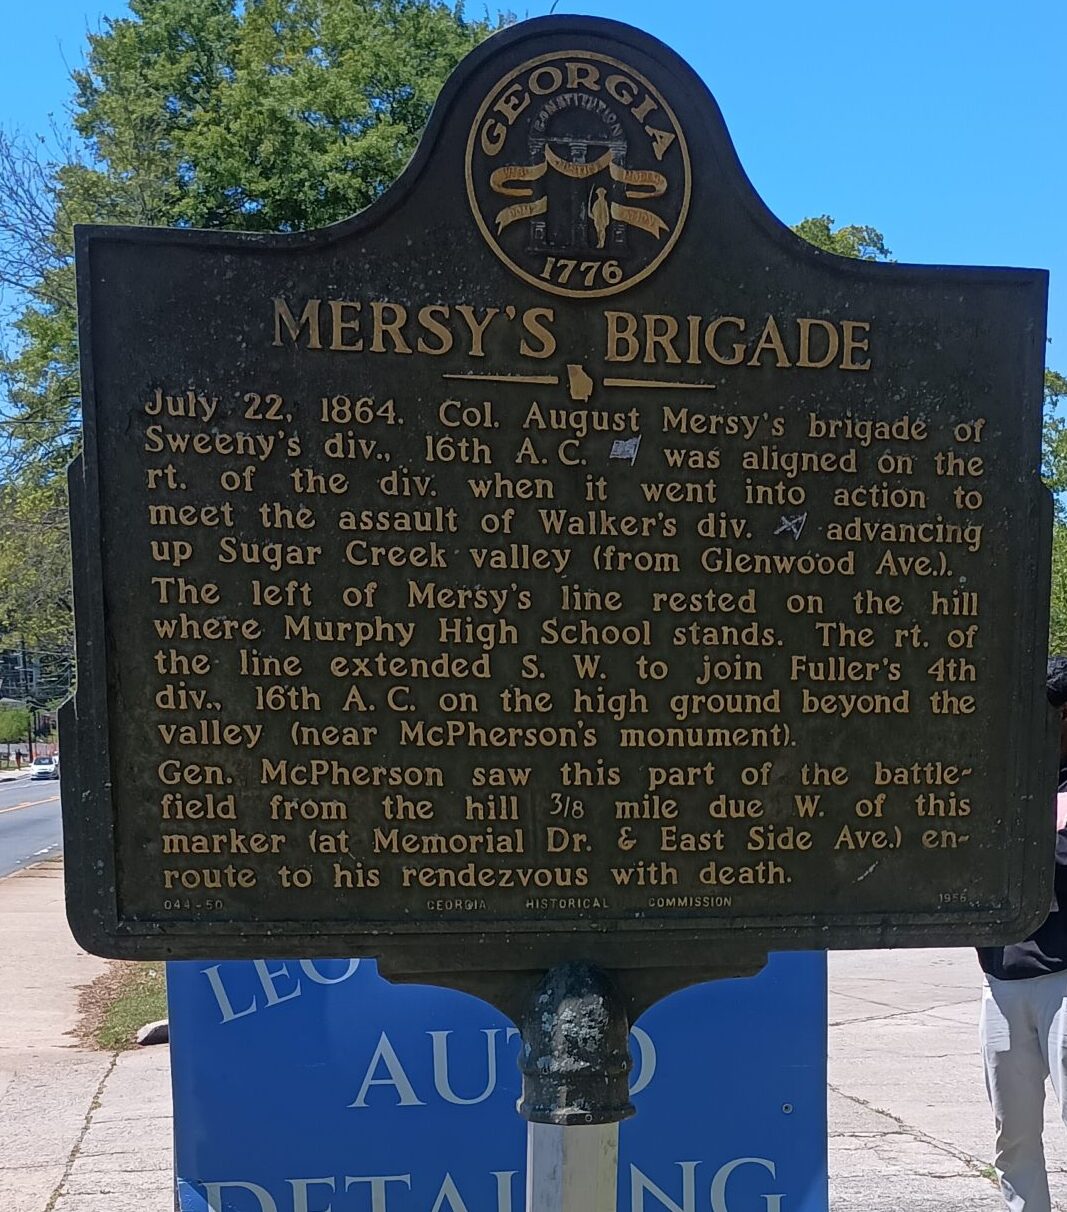 GEORGIA
CONSTITUTION
1776
MERSY'S BRIGADE
July 22, 1864. Col. August Mersy's brigade of
Sweeny's div., 16th A.C. was aligned on the
rt. of the div. when it went into action to
meet the assault of Walker's div. advancing
up Sugar Creek valley (from Glenwood Ave.).
The left of Mersy's line rested on the hill
where Murphy High School stands. The rt. of
the line extended S. W. to join Fuller's 4th
div., 16th A.C. on the high ground beyond the
valley (near McPherson's monument).
Gen. McPherson saw this part of the battle-
field from the hill 3/8 mile due W. of this
marker (at Memorial Dr. & East Side Ave.) en-
route to his rendezvous with death.
044-50 GEORGIA HISTORICAL COMMISSION 1956
AUTO
DETAILING